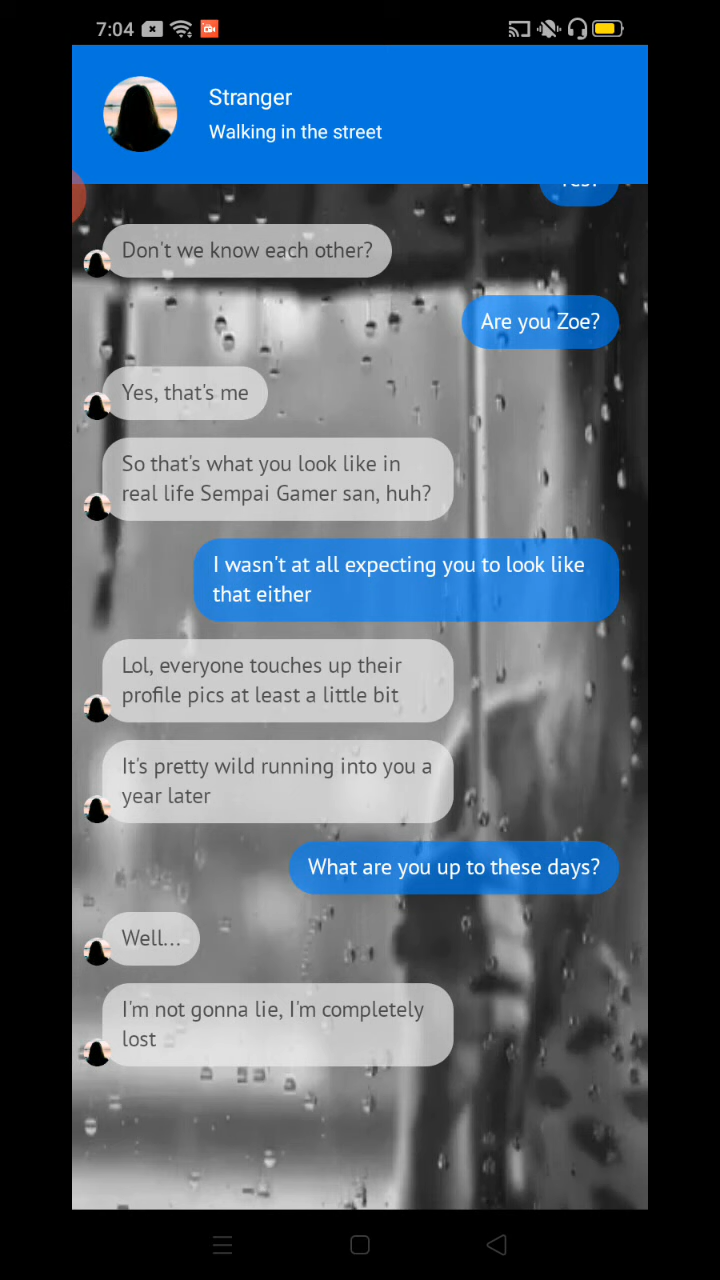 7:04
Stranger
Walking in the street
Yes?
Don't we know each other?
Are you Zoe?
Yes, that's me
So that's what you look like in
real life Sempai Gamer san, huh?
I wasn't at all expecting you to look like
that either
Lol, everyone touches up their
profile pics at least a little bit
It's pretty wild running into you a
year later
What are you up to these days?
Well...
I'm not gonna lie, I'm completely
lost